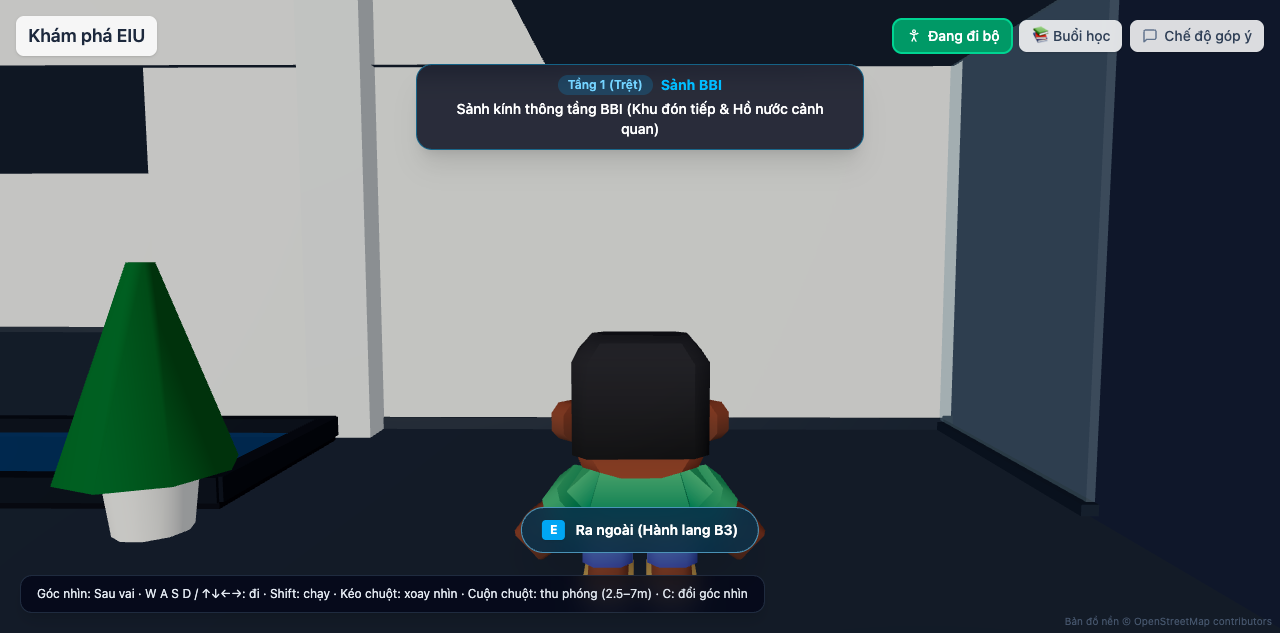 Khám phá EIU
Đang đi bộ
Buổi học
Chế độ góp ý
Tầng 1 (Trệt) Sảnh BBI
Sảnh kính thông tầng BBI (Khu đón tiếp & Hồ nước cảnh
quan)
E Ra ngoài (Hành lang B3)
Góc nhìn: Sau vai · W A S D / ↑↓←→: đi · Shift: chạy · Kéo chuột: xoay nhìn · Cuộn chuột: thu phóng (2.5–7m) · C: đổi góc nhìn
Bản đồ nền © OpenStreetMap contributors